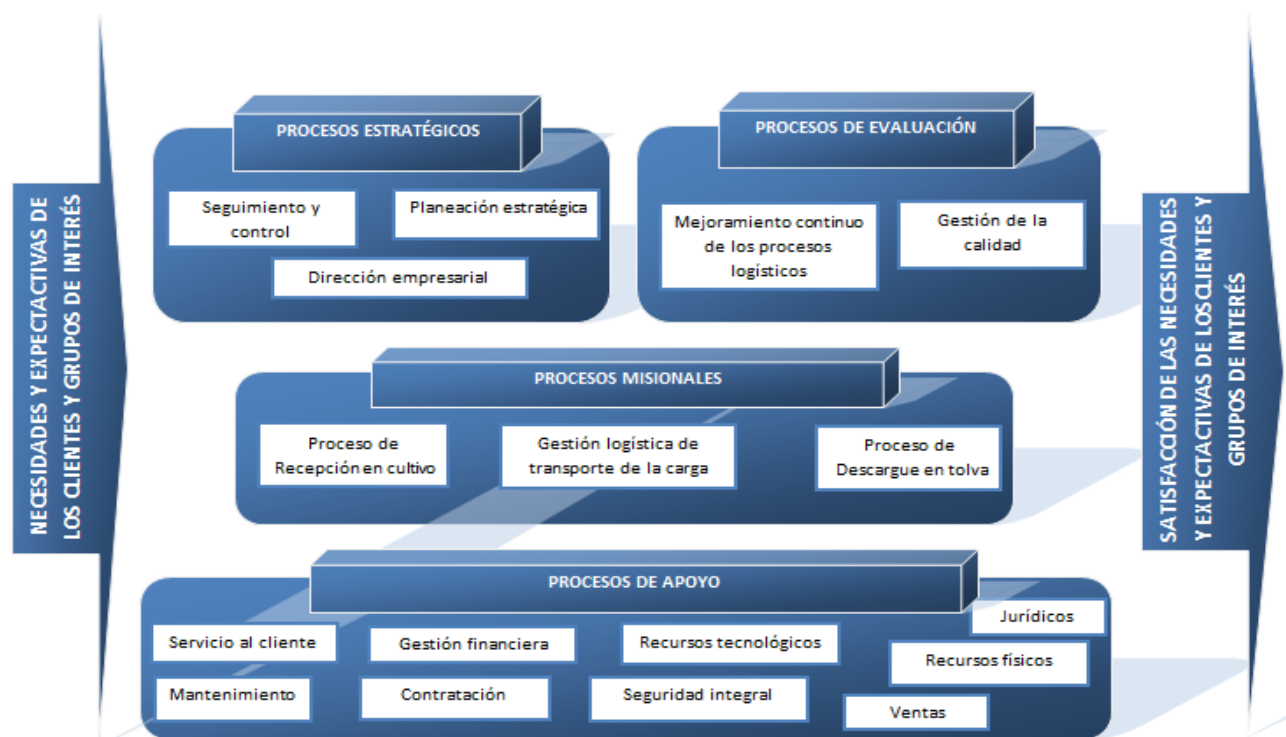 NECESIDADES Y EXPECTACTIVAS DE
LOS CLIENTES Y GRUPOS DE INTERÉS
PROCESOS ESTRATÉGICOS
Seguimiento y
control
Planeación estratégica
Dirección empresarial
PROCESOS DE EVALUACIÓN
Mejoramiento continuo
de los procesos
logísticos
Gestión de la
calidad
PROCESOS MISIONALES
Proceso de
Recepción en cultivo
Gestión logística de
transporte de la carga
Proceso de
Descargue en tolva
PROCESOS DE APOYO
Servicio al cliente
Gestión financiera
Recursos tecnológicos
Jurídicos
Recursos físicos
Mantenimiento
Contratación
Seguridad integral
Ventas
SATISFACCIÓN DE LAS NECESIDADES
Y EXPECTACTIVAS DE LOS CLIENTES Y
GRUPOS DE INTERÉS